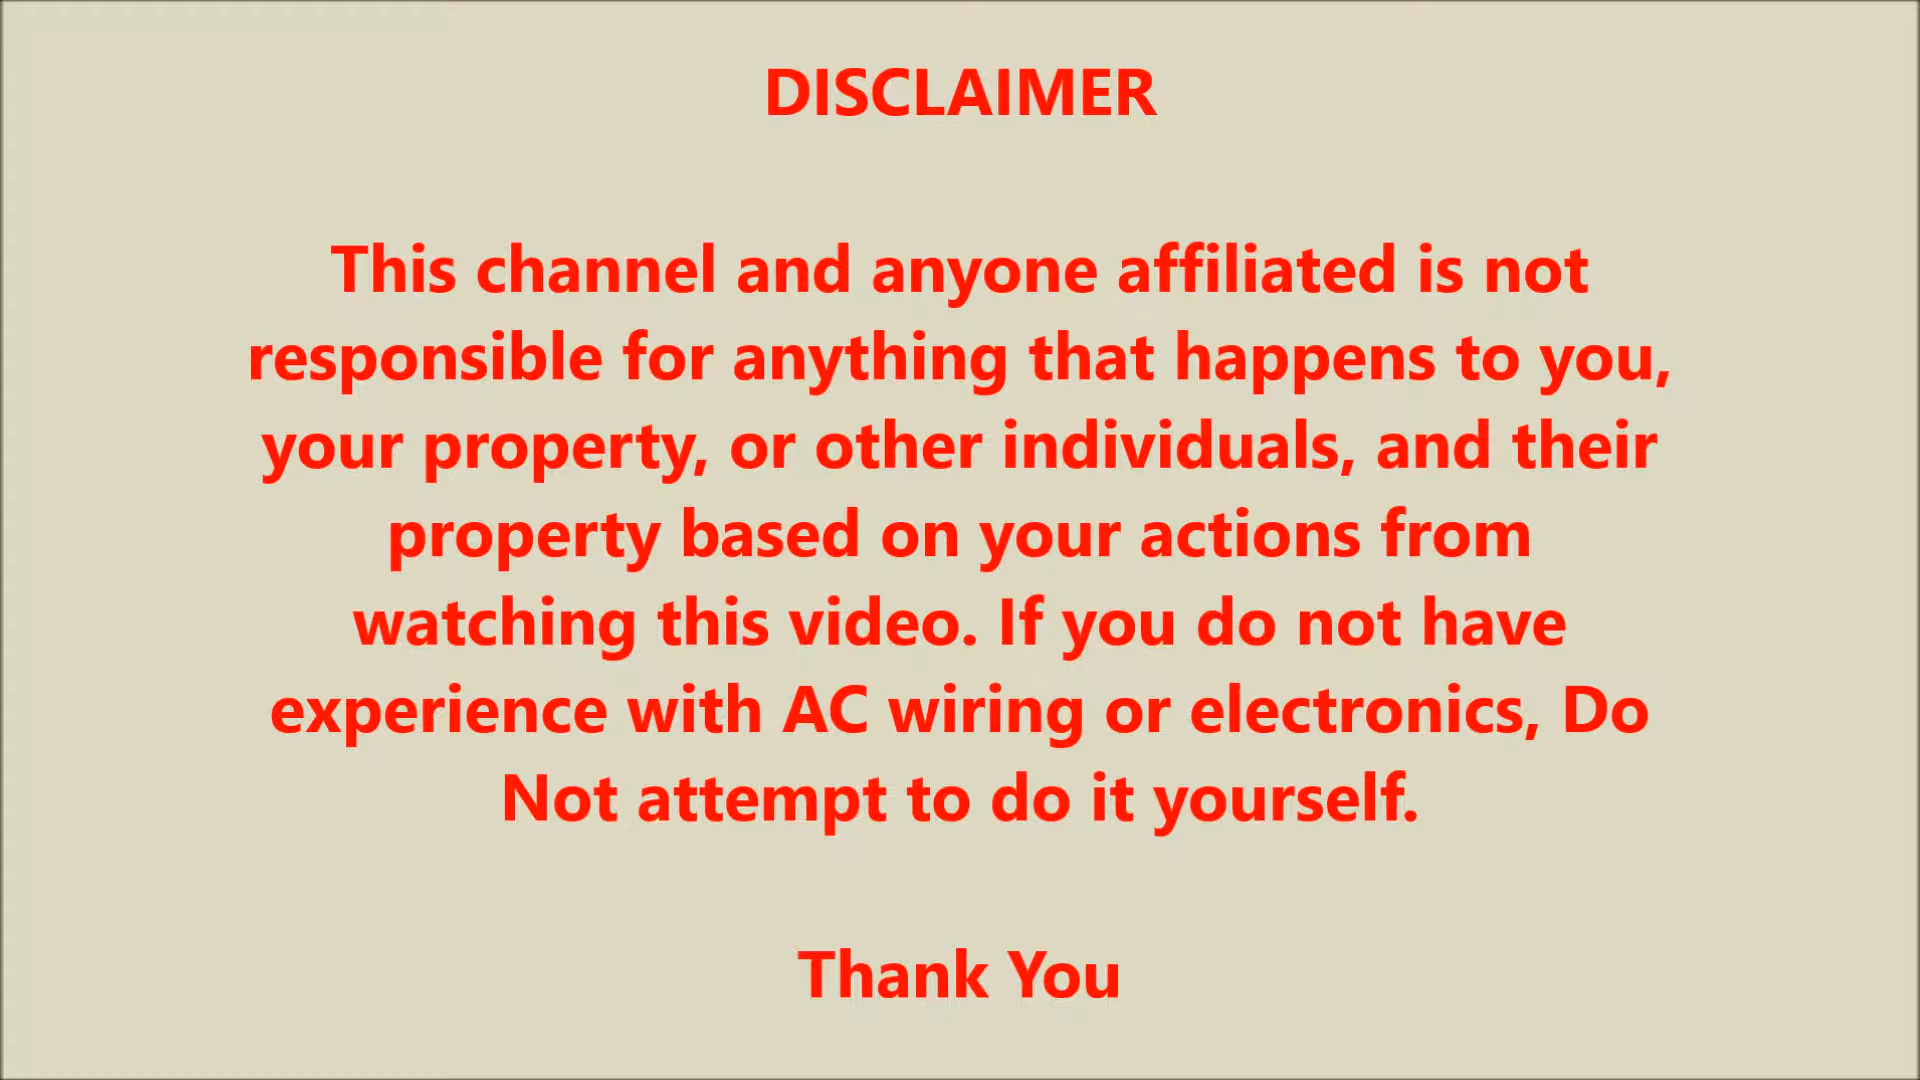 DISCLAIMER
This channel and anyone affiliated is not
responsible for anything that happens to you,
your property, or other individuals, and their
property based on your actions from
watching this video. If you do not have
experience with AC wiring or electronics, Do
Not attempt to do it yourself.
Thank You